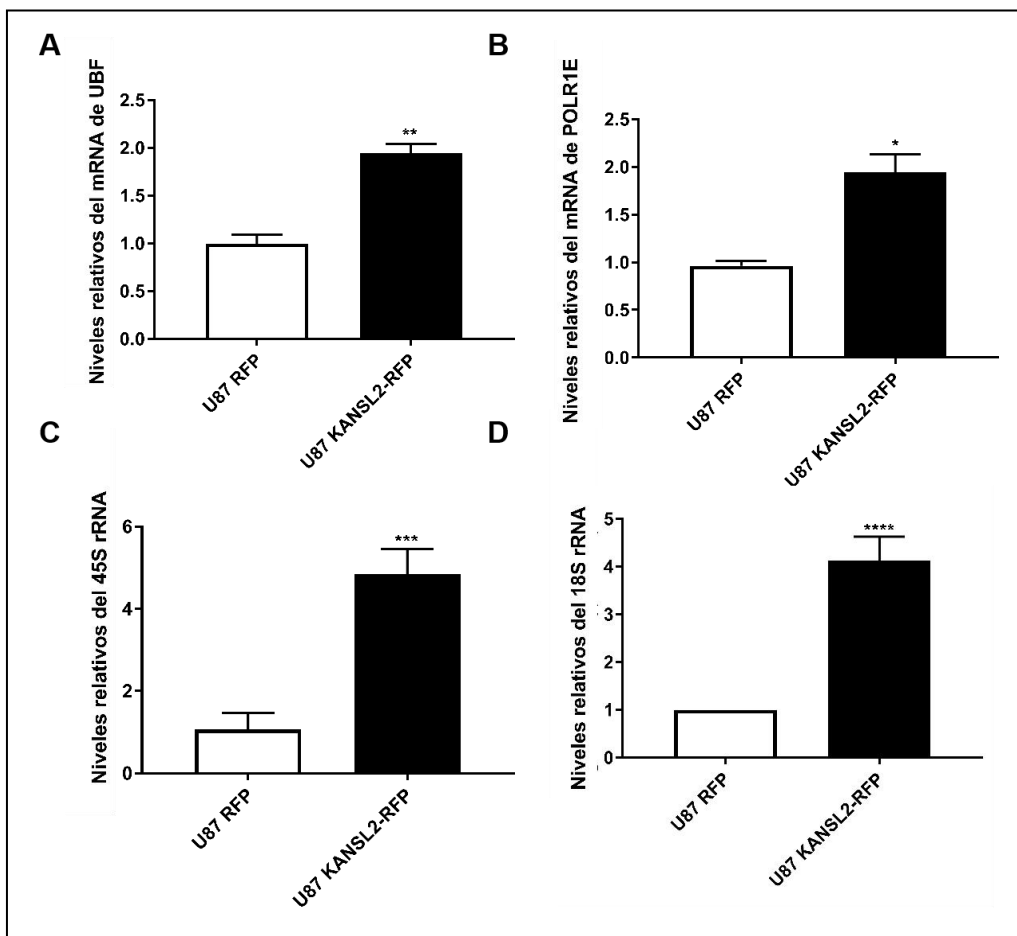 A
Niveles relativos del mRNA de UBF
2.5
2.0
1.5
1.0
0.5
0.0
**
U87 RFP
U87 KANSL2-RFP
B
Niveles relativos del mRNA de POLR1E
2.5
2.0
1.5
1.0
0.5
0.0
*
U87 RFP
U87 KANSL2-RFP
C
Niveles relativos del 45S rRNA
6
4
2
0
***
U87 RFP
U87 KANSL2-RFP
D
Niveles relativos del 18S rRNA
5
4
3
2
1
0
****
U87 RFP
U87 KANSL2-RFP